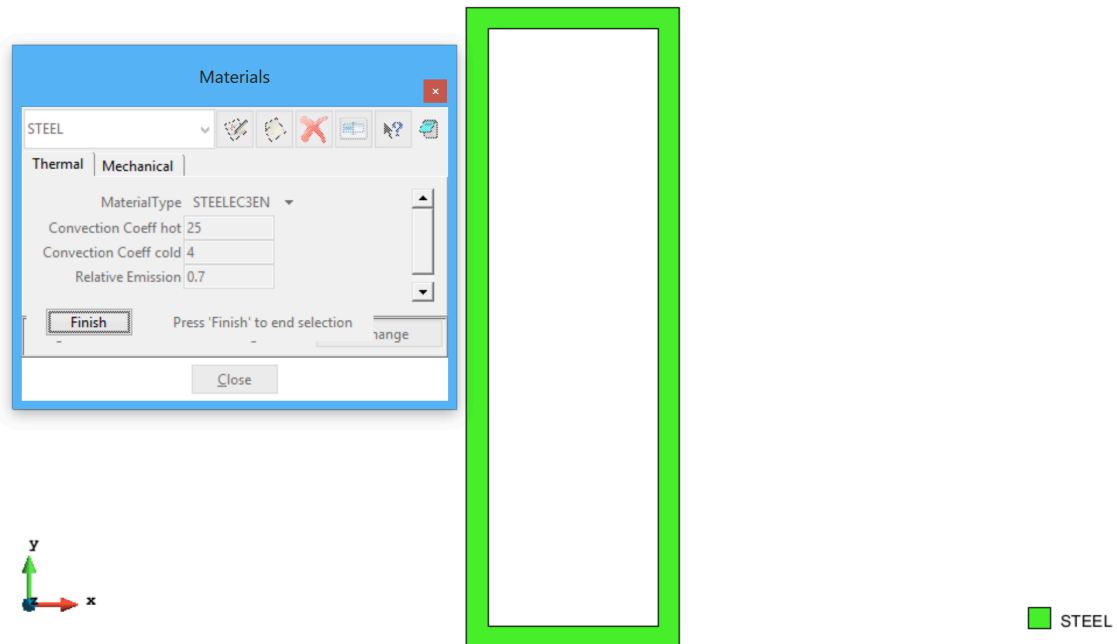 Materials
STEEL
Thermal Mechanical
MaterialType STEELEC3EN
Convection Coeff hot 25
Convection Coeff cold 4
Relative Emission 0.7
Finish Press 'Finish' to end selection
hange
Close
y
z x
STEEL